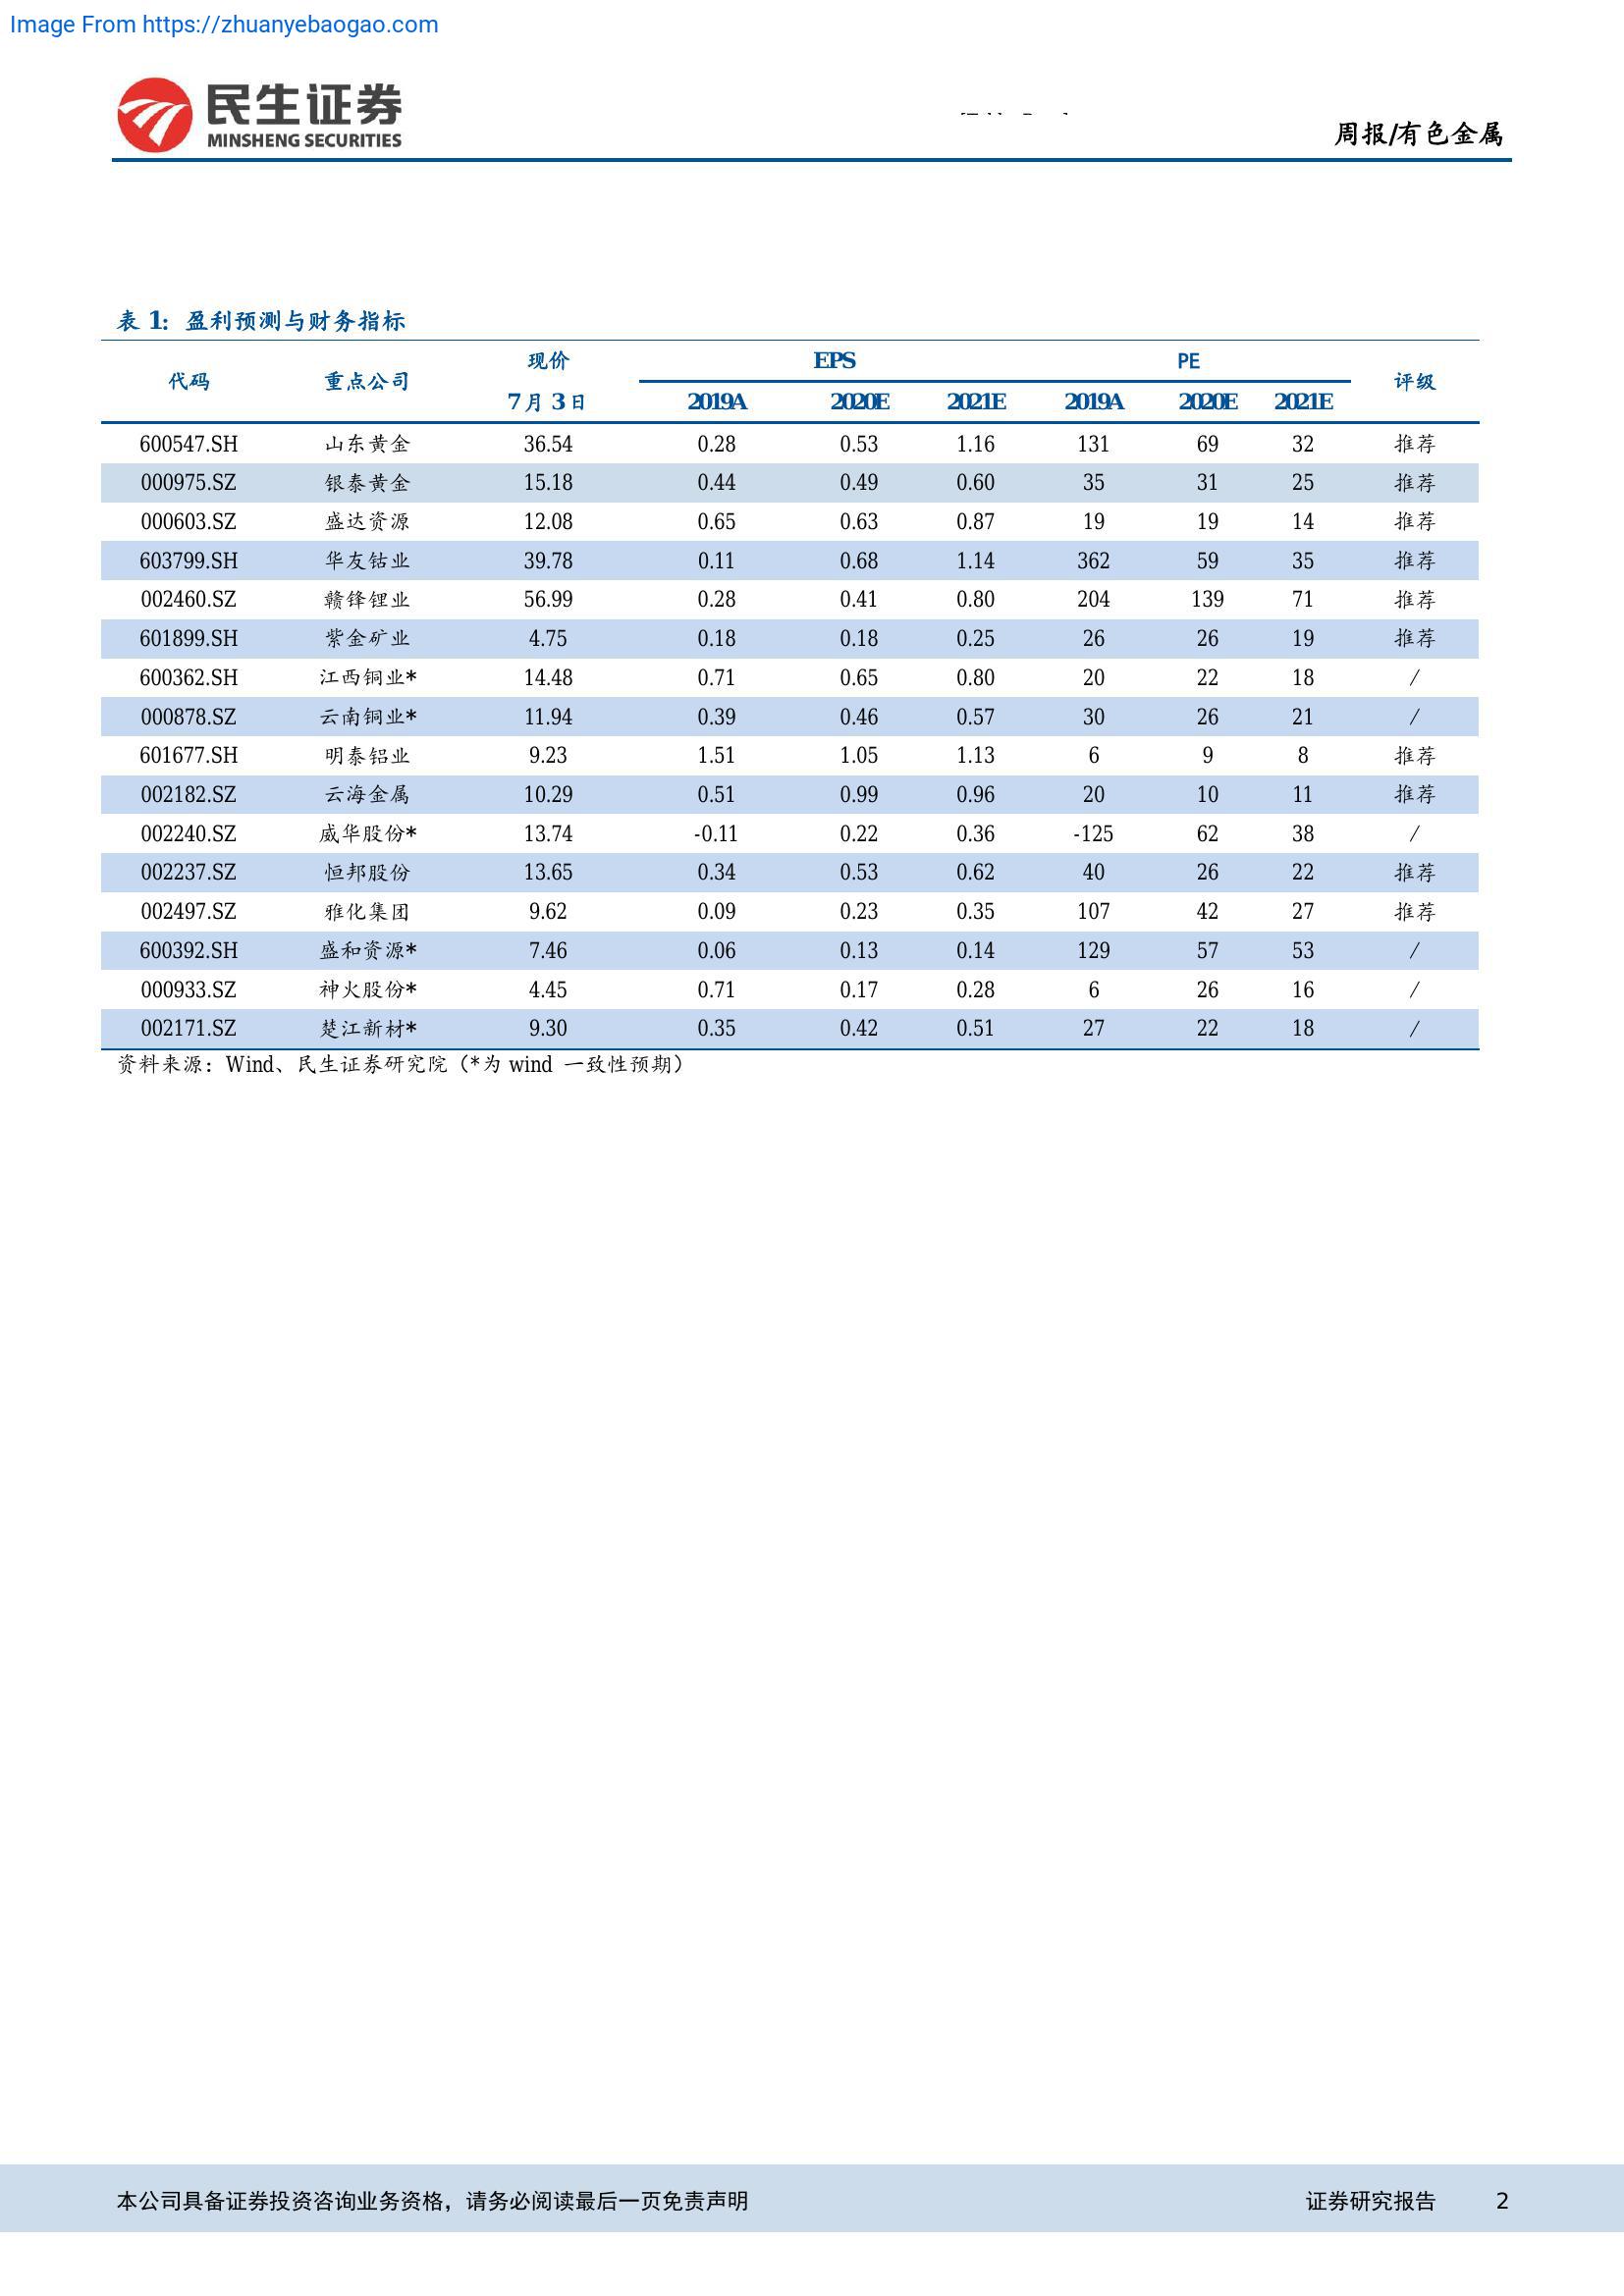 Image From https://zhuanyebaogao.com
民生证券
MINSHENG SECURITIES
周报/有色金属
表 1：盈利预测与财务指标
代码 重点公司 现价 EPS PE 评级
7 月 3 日 2019A 2020E 2021E 2019A 2020E 2021E
600547.SH 山东黄金 36.54 0.28 0.53 1.16 131 69 32 推荐
000975.SZ 银泰黄金 15.18 0.44 0.49 0.60 35 31 25 推荐
000603.SZ 盛达资源 12.08 0.65 0.63 0.87 19 19 14 推荐
603799.SH 华友钴业 39.78 0.11 0.68 1.14 362 59 35 推荐
002460.SZ 赣锋锂业 56.99 0.28 0.41 0.80 204 139 71 推荐
601899.SH 紫金矿业 4.75 0.18 0.18 0.25 26 26 19 推荐
600362.SH 江西铜业* 14.48 0.71 0.65 0.80 20 22 18 /
000878.SZ 云南铜业* 11.94 0.39 0.46 0.57 30 26 21 /
601677.SH 明泰铝业 9.23 1.51 1.05 1.13 6 9 8 推荐
002182.SZ 云海金属 10.29 0.51 0.99 0.96 20 10 11 推荐
002240.SZ 威华股份* 13.74 -0.11 0.22 0.36 -125 62 38 /
002237.SZ 恒邦股份 13.65 0.34 0.53 0.62 40 26 22 推荐
002497.SZ 雅化集团 9.62 0.09 0.23 0.35 107 42 27 推荐
600392.SH 盛和资源* 7.46 0.06 0.13 0.14 129 57 53 /
000933.SZ 神火股份* 4.45 0.71 0.17 0.28 6 26 16 /
002171.SZ 楚江新材* 9.30 0.35 0.42 0.51 27 22 18 /
资料来源：Wind、民生证券研究院（*为 wind 一致性预期）
本公司具备证券投资咨询业务资格，请务必阅读最后一页免责声明 证券研究报告 2